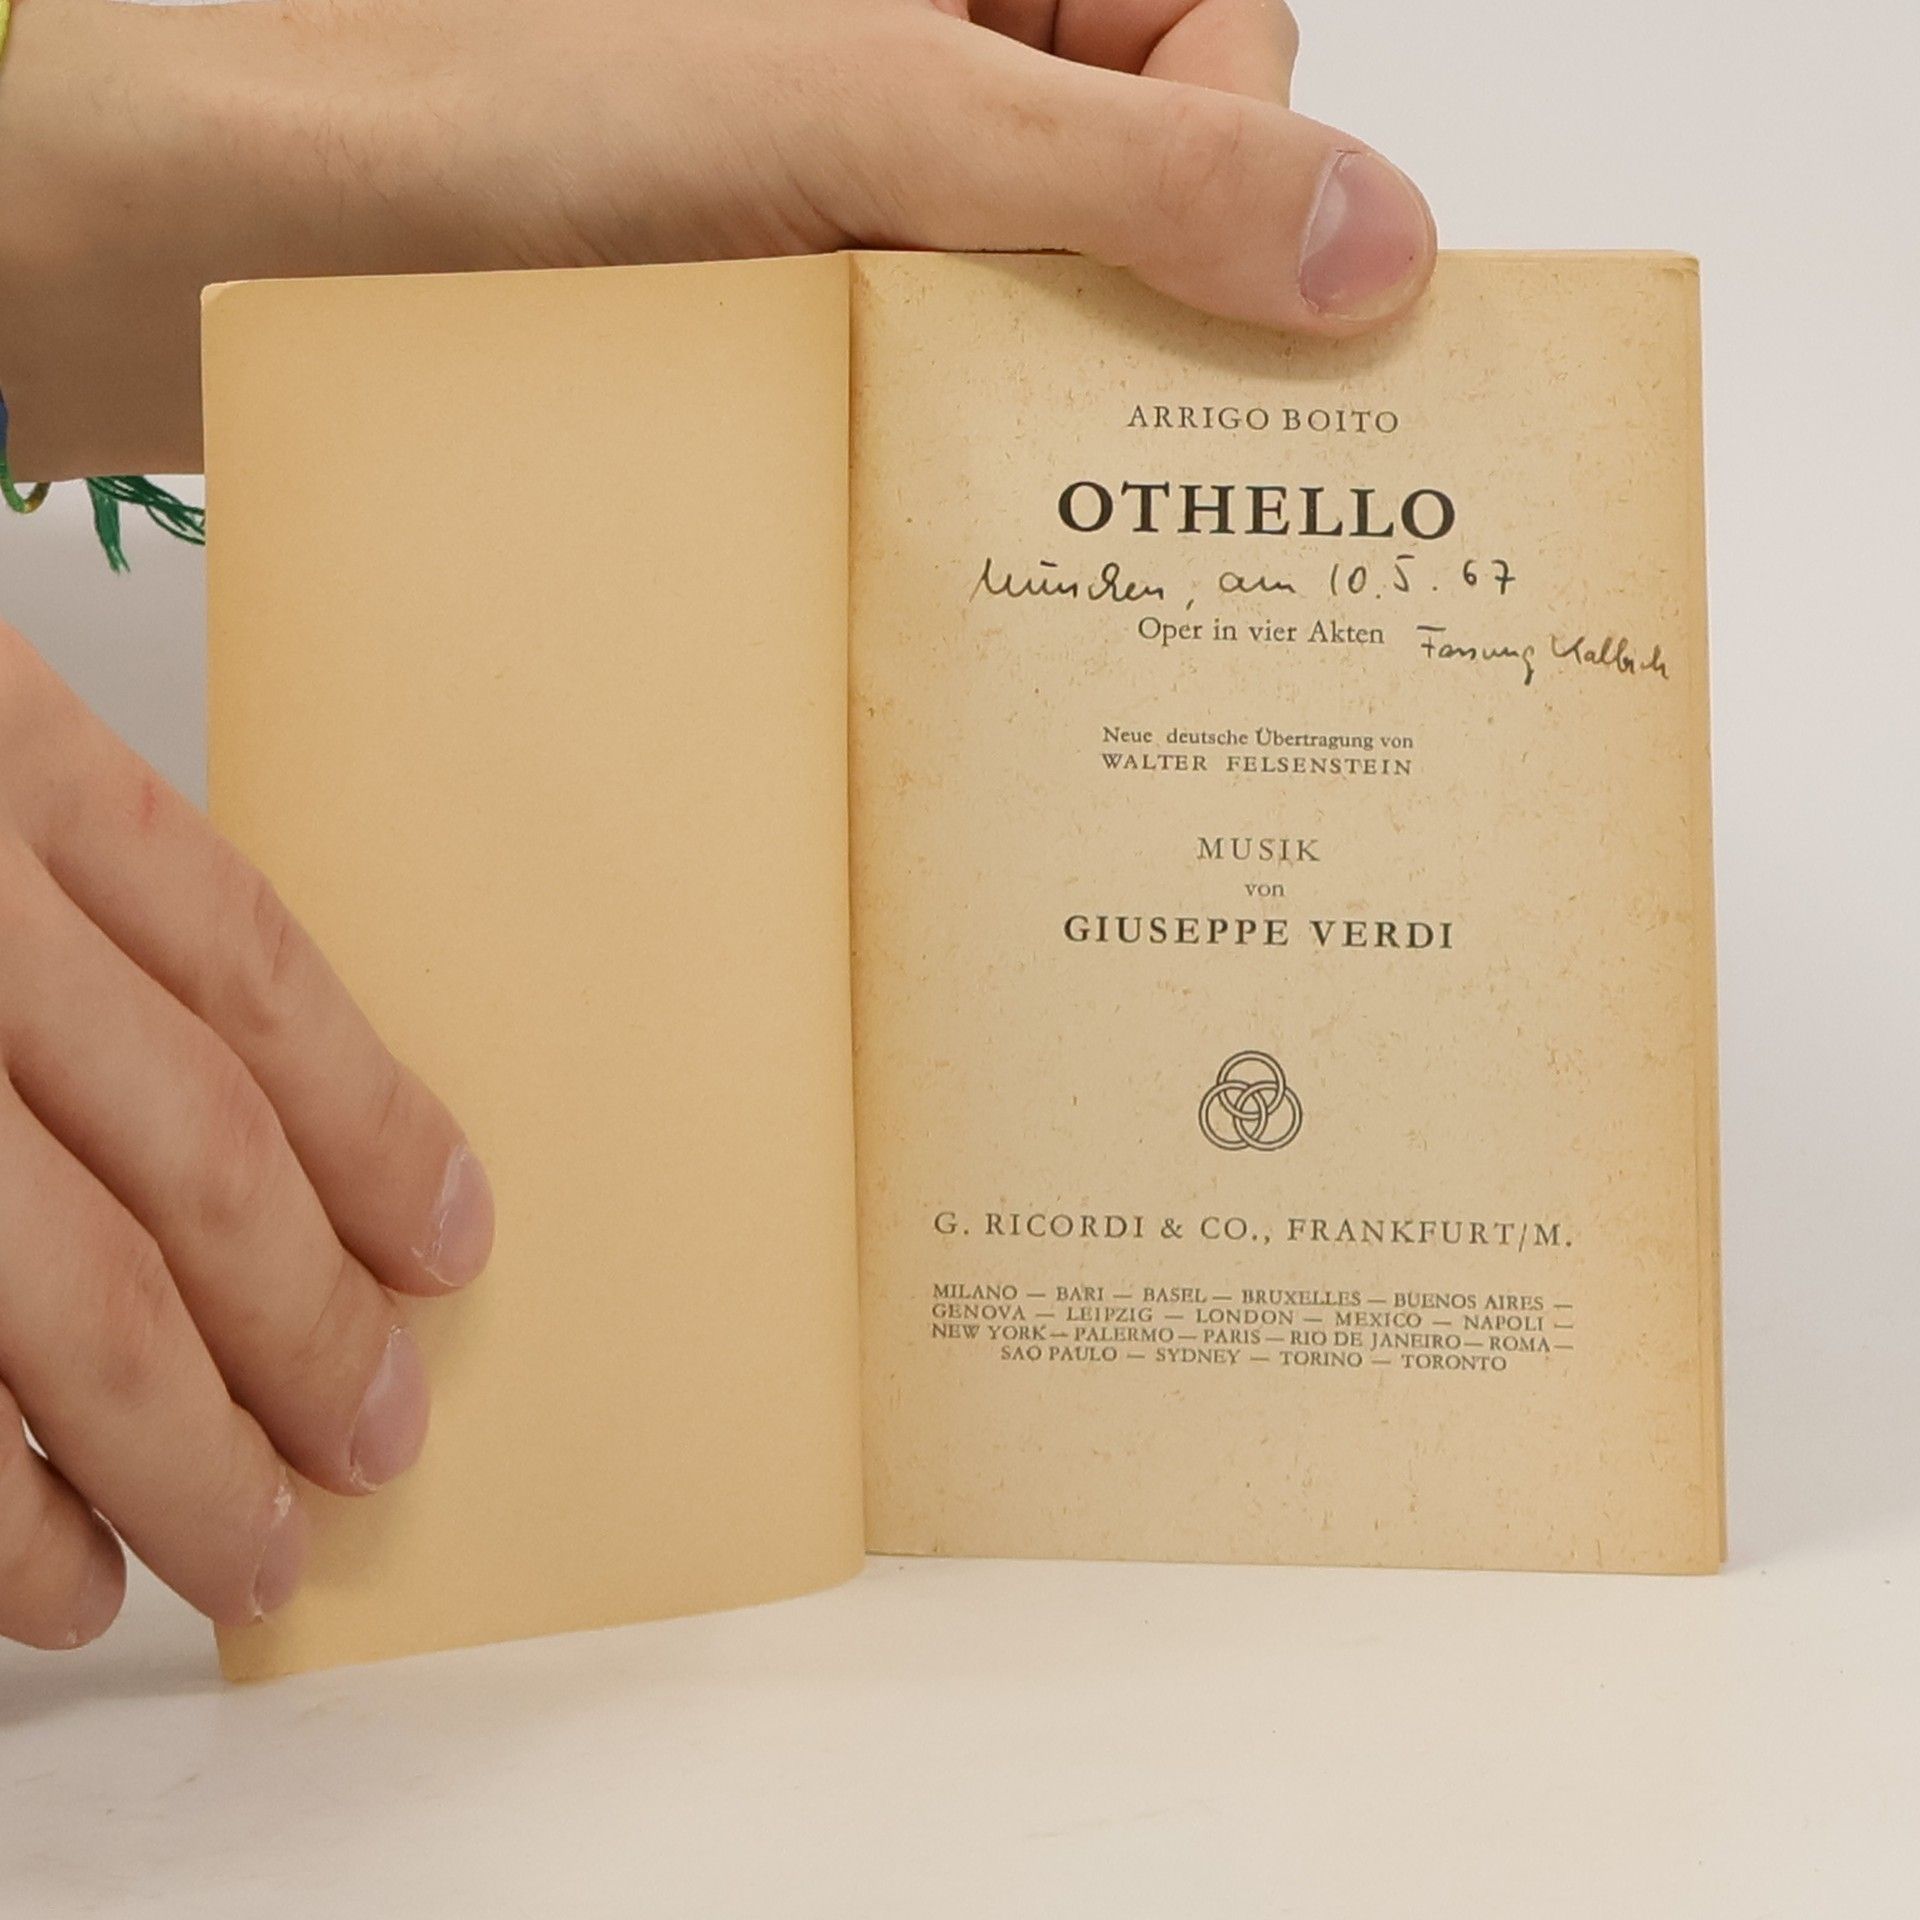 ARRIGO BOITO
OTHELLO
München, am 10.5.67
Oper in vier Akten Fassung Kalbeck
Neue deutsche Übertragung von
WALTER FELSENSTEIN
MUSIK
von
GIUSEPPE VERDI
G. RICORDI & CO., FRANKFURT/M.
MILANO — BARI — BASEL — BRUXELLES — BUENOS AIRES —
GENOVA — LEIPZIG — LONDON — MEXICO — NAPOLI —
NEW YORK — PALERMO — PARIS — RIO DE JANEIRO — ROMA —
SAO PAULO — SYDNEY — TORINO — TORONTO